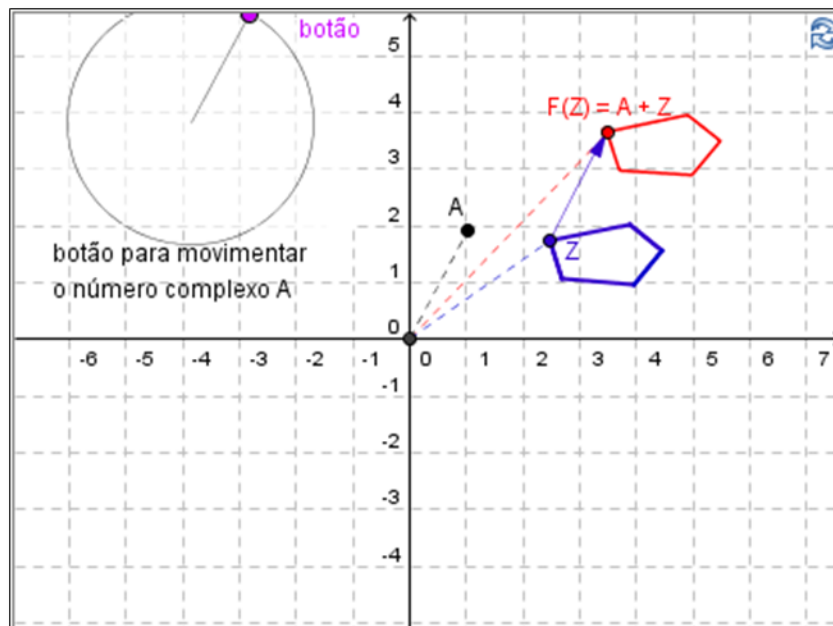 botão
5
F(Z) = A + Z
4
3
A
2
botão para movimentar
Z
o número complexo A
1
0
-6 -5 -4 -3 -2 -1 0 1 2 3 4 5 6 7
-1
-2
-3
-4